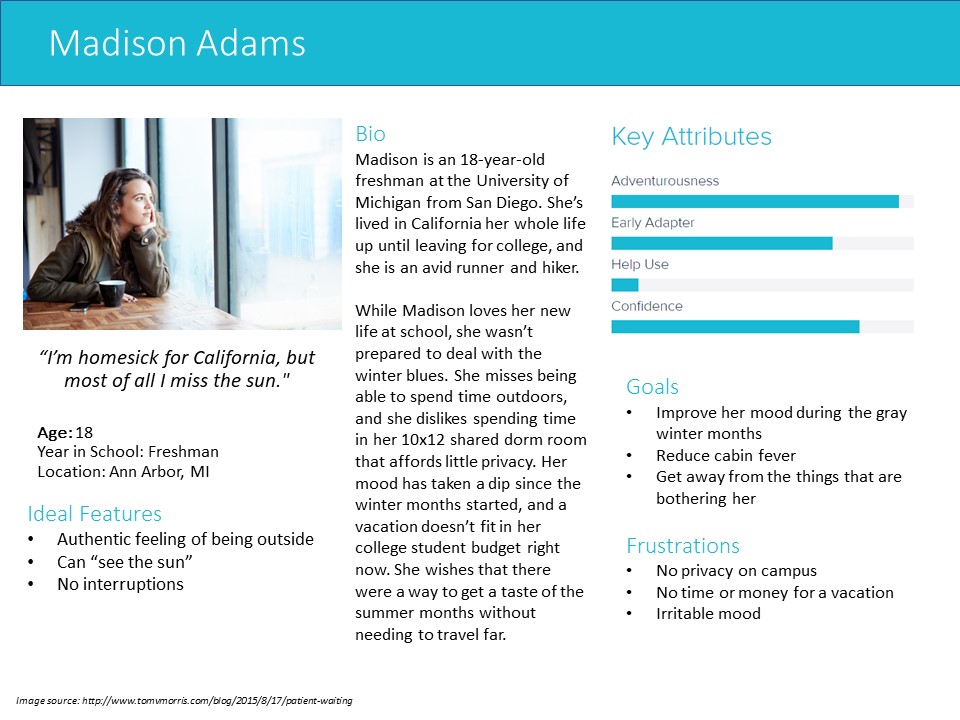 Madison Adams
“I’m homesick for California, but
most of all I miss the sun."
Age: 18
Year in School: Freshman
Location: Ann Arbor, MI
Ideal Features
• Authentic feeling of being outside
• Can “see the sun”
• No interruptions
Bio
Madison is an 18-year-old
freshman at the University of
Michigan from San Diego. She’s
lived in California her whole life
up until leaving for college, and
she is an avid runner and hiker.
While Madison loves her new
life at school, she wasn’t
prepared to deal with the
winter blues. She misses being
able to spend time outdoors,
and she dislikes spending time
in her 10x12 shared dorm room
that affords little privacy. Her
mood has taken a dip since the
winter months started, and a
vacation doesn’t fit in her
college student budget right
now. She wishes that there
were a way to get a taste of the
summer months without
needing to travel far.
Key Attributes
Adventurousness
Early Adapter
Help Use
Confidence
Goals
• Improve her mood during the gray
winter months
• Reduce cabin fever
• Get away from the things that are
bothering her
Frustrations
• No privacy on campus
• No time or money for a vacation
• Irritable mood
Image source: http://www.tomvmorris.com/blog/2015/8/17/patient-waiting